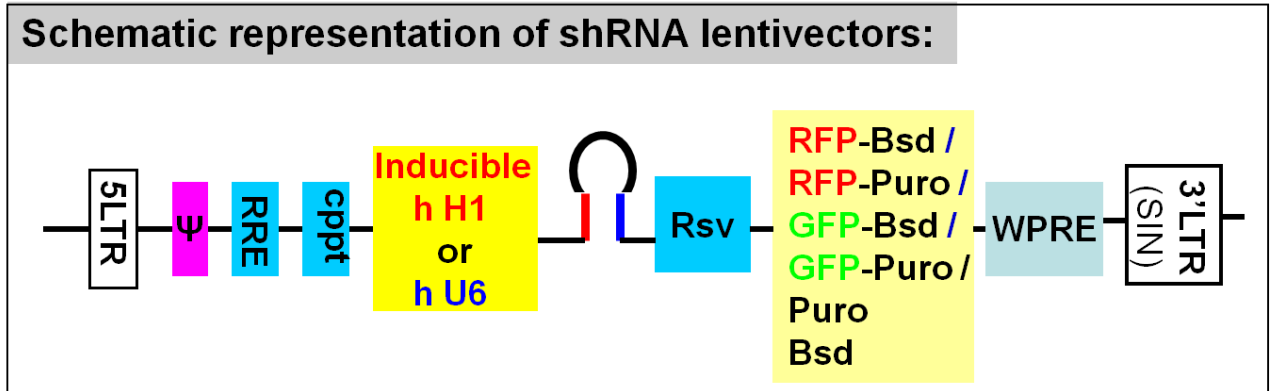 Schematic representation of shRNA lentivectors:
5LTR
Ψ
RRE
cppt
Inducible
h H1
or
h U6
Rsv
RFP-Bsd /
RFP-Puro /
GFP-Bsd /
GFP-Puro /
Puro
Bsd
WPRE
3'LTR
(SIN)